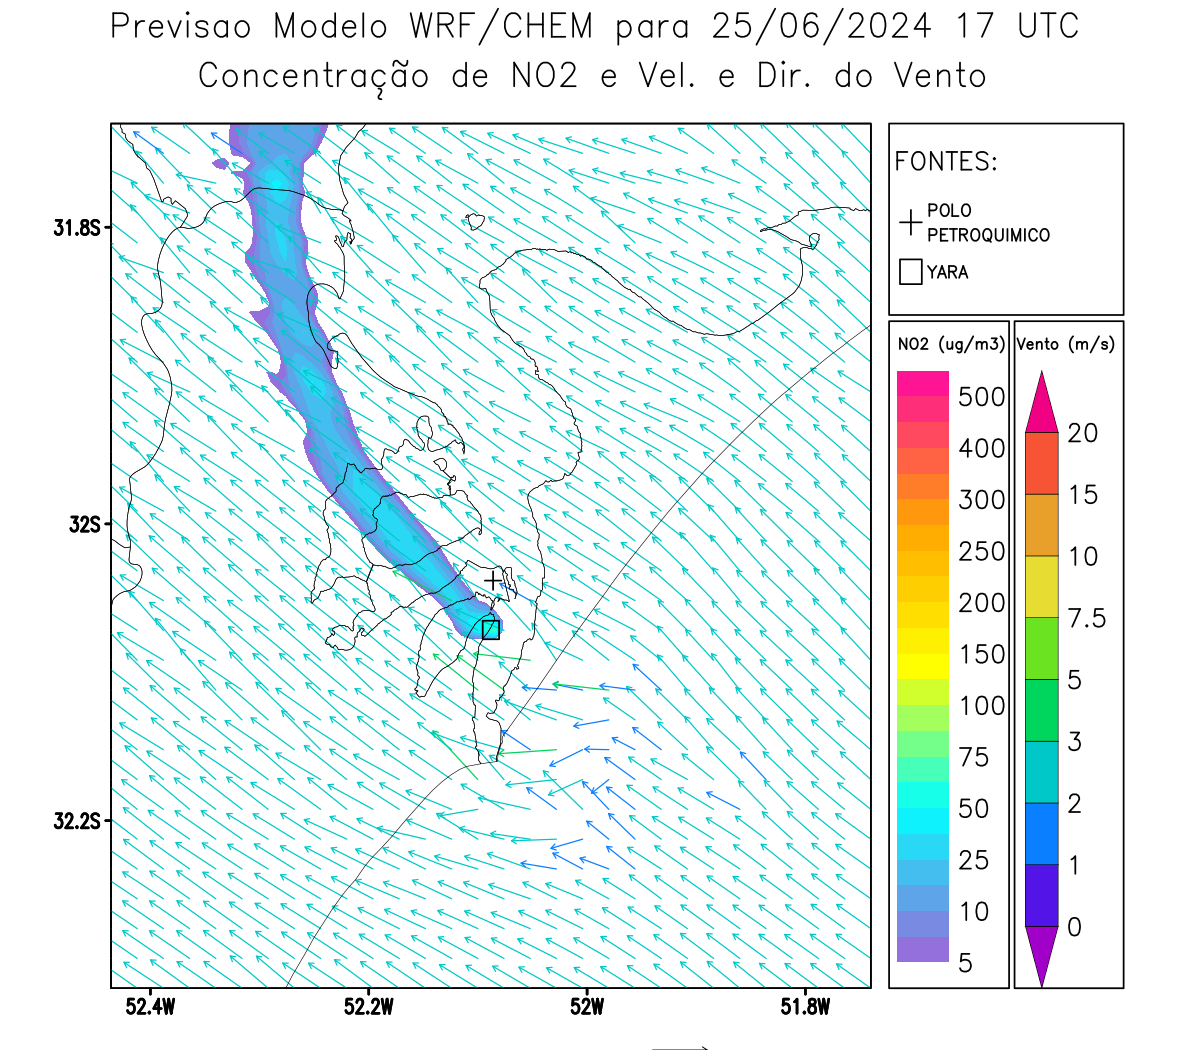 Previsao Modelo WRF/CHEM para 25/06/2024 17 UTC
Concentração de NO2 e Vel. e Dir. do Vento
FONTES:
POLO
PETROQUIMICO
YARA
NO2 (ug/m3)
500
400
300
250
200
150
100
75
50
25
10
5
Vento (m/s)
20
15
10
7.5
5
3
2
1
0
31.8S
32S
32.2S
52.4W
52.2W
52W
51.8W